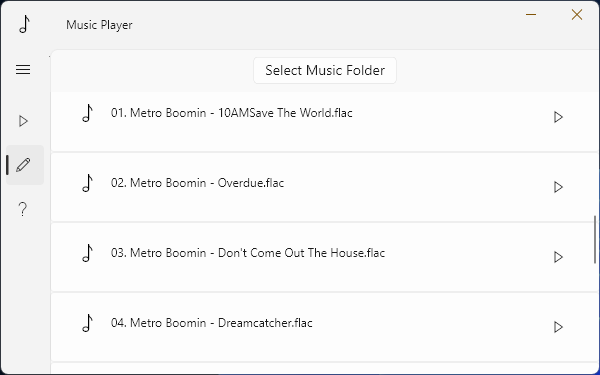 Music Player
Select Music Folder
01. Metro Boomin - 10AMSave The World.flac
02. Metro Boomin - Overdue.flac
03. Metro Boomin - Don't Come Out The House.flac
04. Metro Boomin - Dreamcatcher.flac